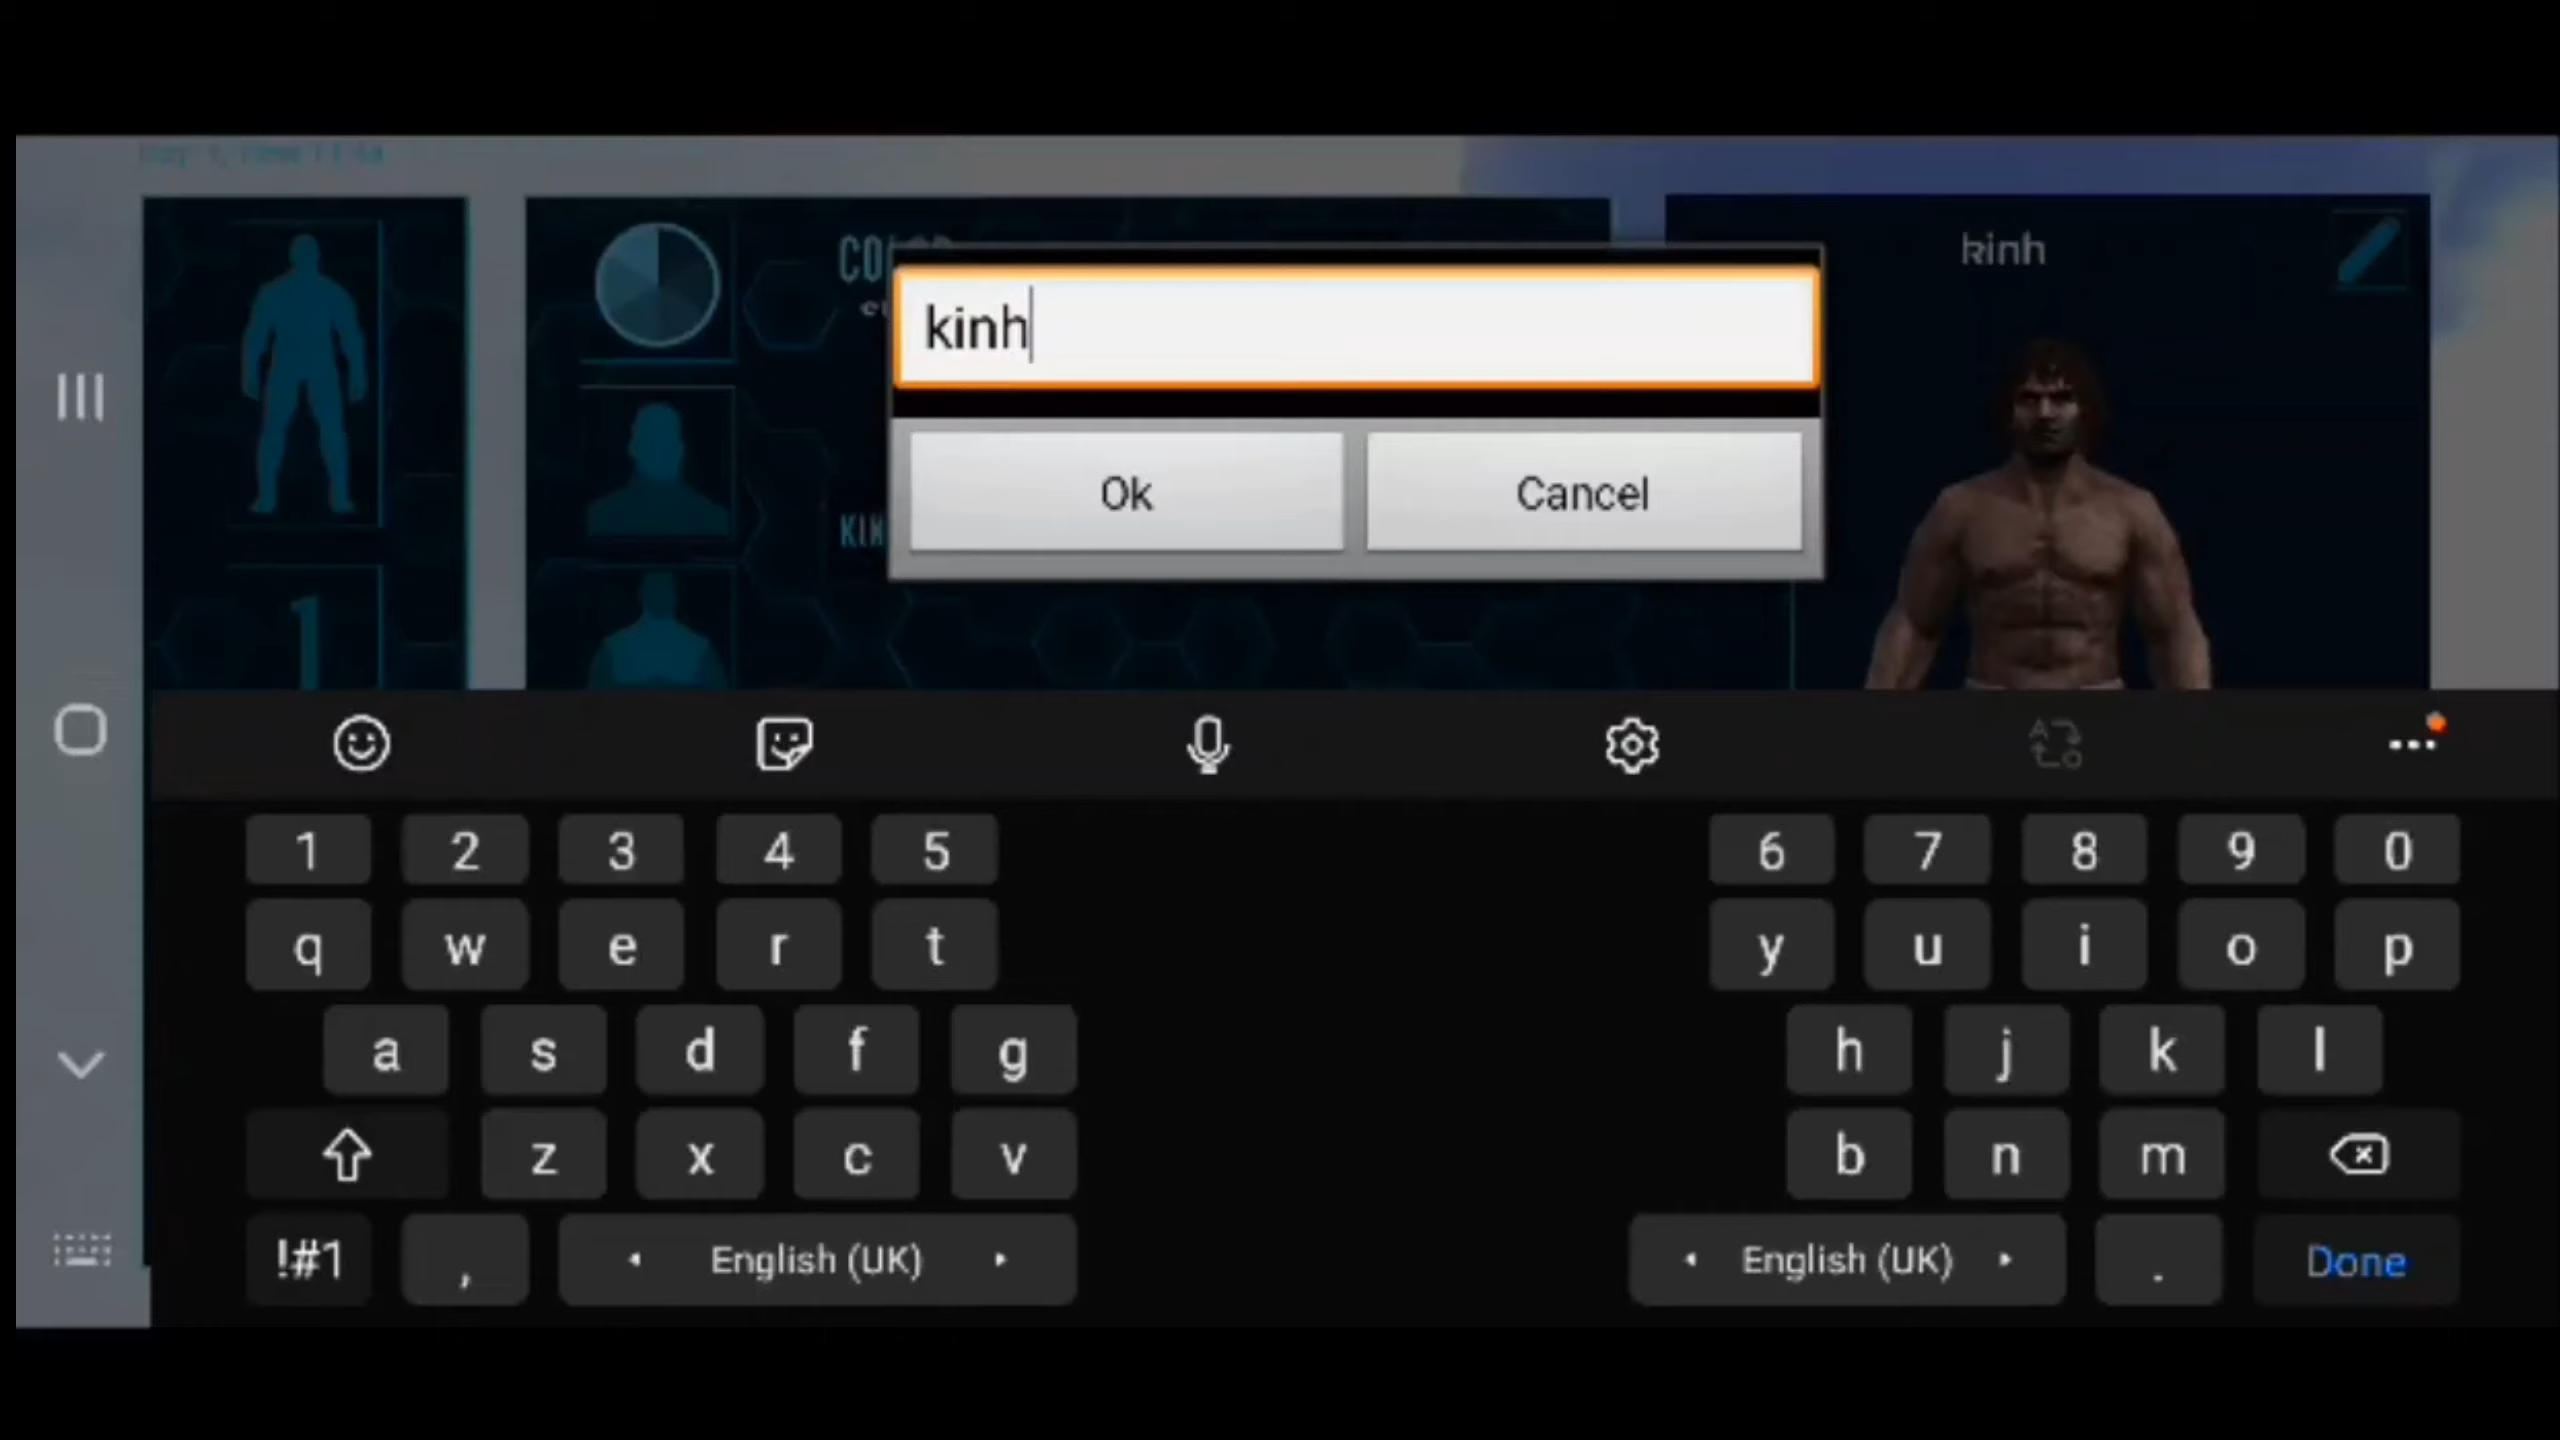 kinh
kinh
Ok
Cancel
1 2 3 4 5 6 7 8 9 0
q w e r t y u i o p
a s d f g h j k l
z x c v b n m
!#1 , English (UK) English (UK) . Done
1